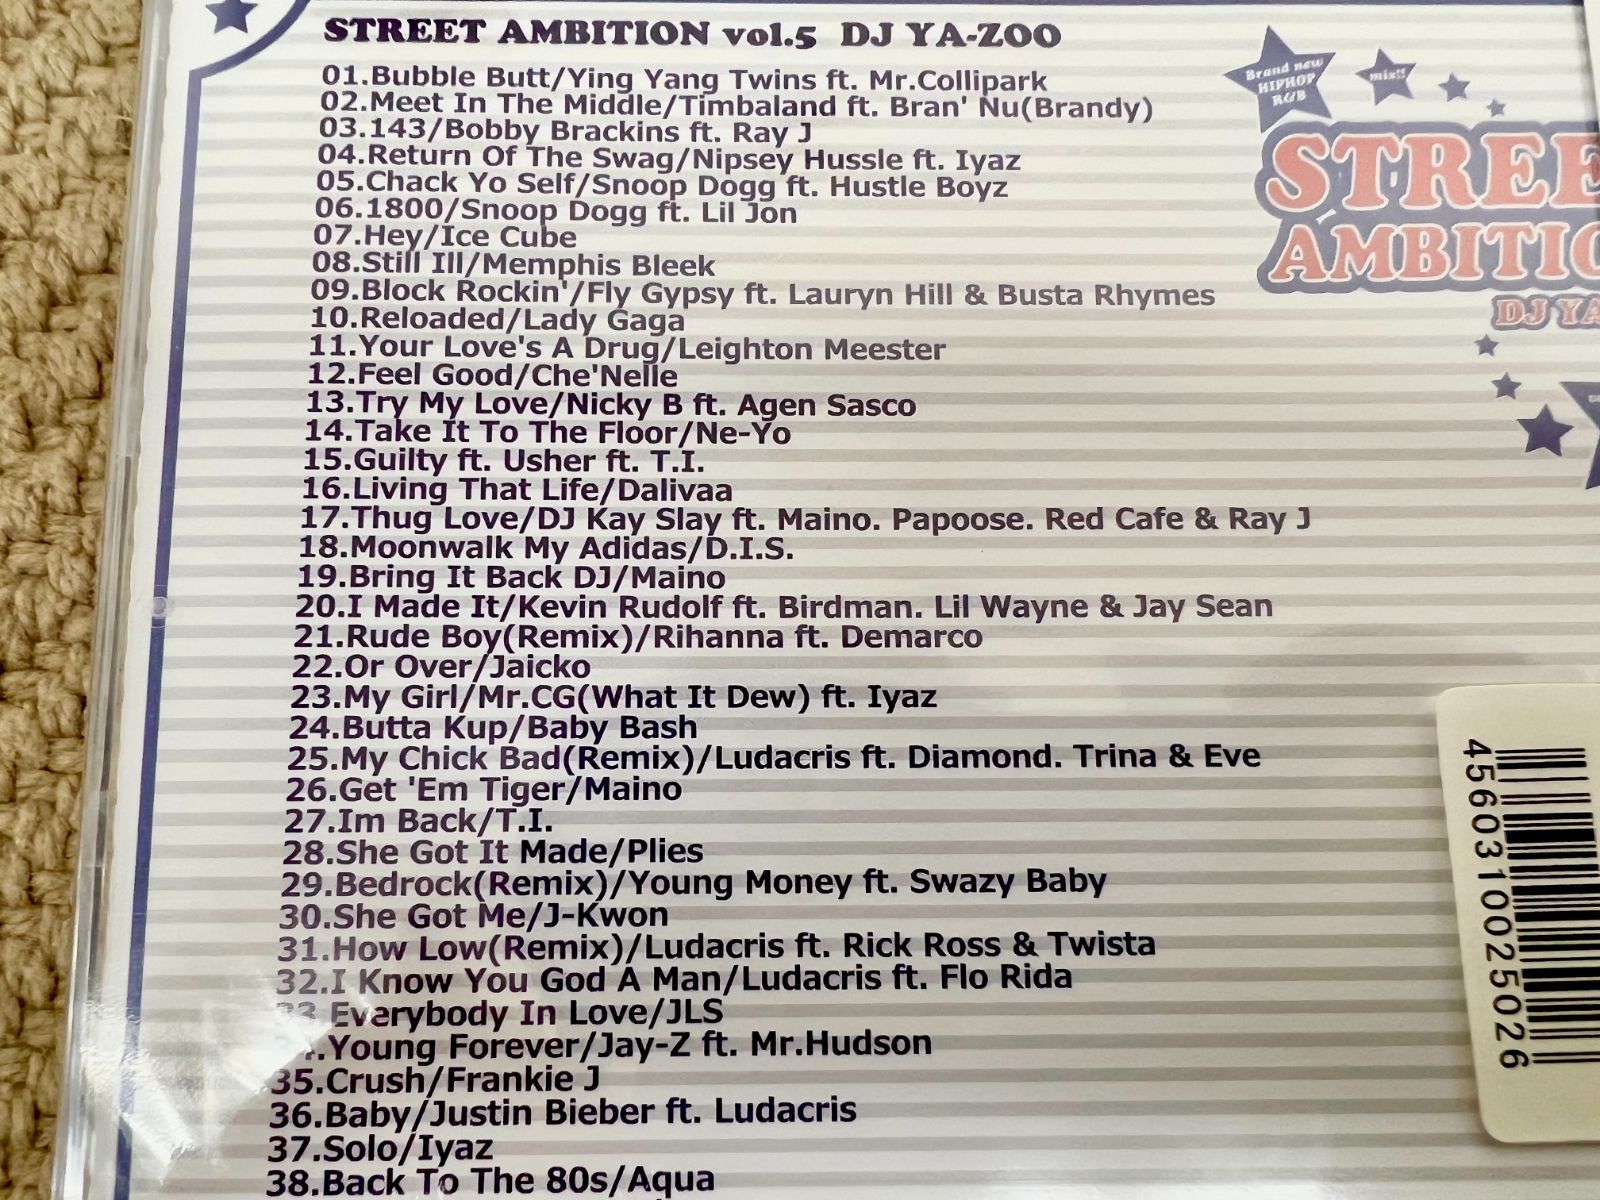 STREET AMBITION vol.5 DJ YA-ZOO
01.Bubble Butt/Ying Yang Twins ft. Mr.Collipark
02.Meet In The Middle/Timbaland ft. Bran' Nu(Brandy)
03.143/Bobby Brackins ft. Ray J
04.Return Of The Swag/Nipsey Hussle ft. Iyaz
05.Chack Yo Self/Snoop Dogg ft. Hustle Boyz
06.1800/Snoop Dogg ft. Lil Jon
07.Hey/Ice Cube
08.Still Ill/Memphis Bleek
09.Block Rockin'/Fly Gypsy ft. Lauryn Hill & Busta Rhymes
10.Reloaded/Lady Gaga
11.Your Love's A Drug/Leighton Meester
12.Feel Good/Che'Nelle
13.Try My Love/Nicky B ft. Agen Sasco
14.Take It To The Floor/Ne-Yo
15.Guilty ft. Usher ft. T.I.
16.Living That Life/Dalivaa
17.Thug Love/DJ Kay Slay ft. Maino. Papoose. Red Cafe & Ray J
18.Moonwalk My Adidas/D.I.S.
19.Bring It Back DJ/Maino
20.I Made It/Kevin Rudolf ft. Birdman. Lil Wayne & Jay Sean
21.Rude Boy(Remix)/Rihanna ft. Demarco
22.Or Over/Jaicko
23.My Girl/Mr.CG(What It Dew) ft. Iyaz
24.Butta Kup/Baby Bash
25.My Chick Bad(Remix)/Ludacris ft. Diamond. Trina & Eve
26.Get 'Em Tiger/Maino
27.Im Back/T.I.
28.She Got It Made/Plies
29.Bedrock(Remix)/Young Money ft. Swazy Baby
30.She Got Me/J-Kwon
31.How Low(Remix)/Ludacris ft. Rick Ross & Twista
32.I Know You God A Man/Ludacris ft. Flo Rida
33.Everybody In Love/JLS
.Young Forever/Jay-Z ft. Mr.Hudson
35.Crush/Frankie J
36.Baby/Justin Bieber ft. Ludacris
37.Solo/Iyaz
38.Back To The 80s/Aqua
Brand new
HIPHOP
R&B
mix!!
STREE
AMBITIO
DJ YA
4560310025026